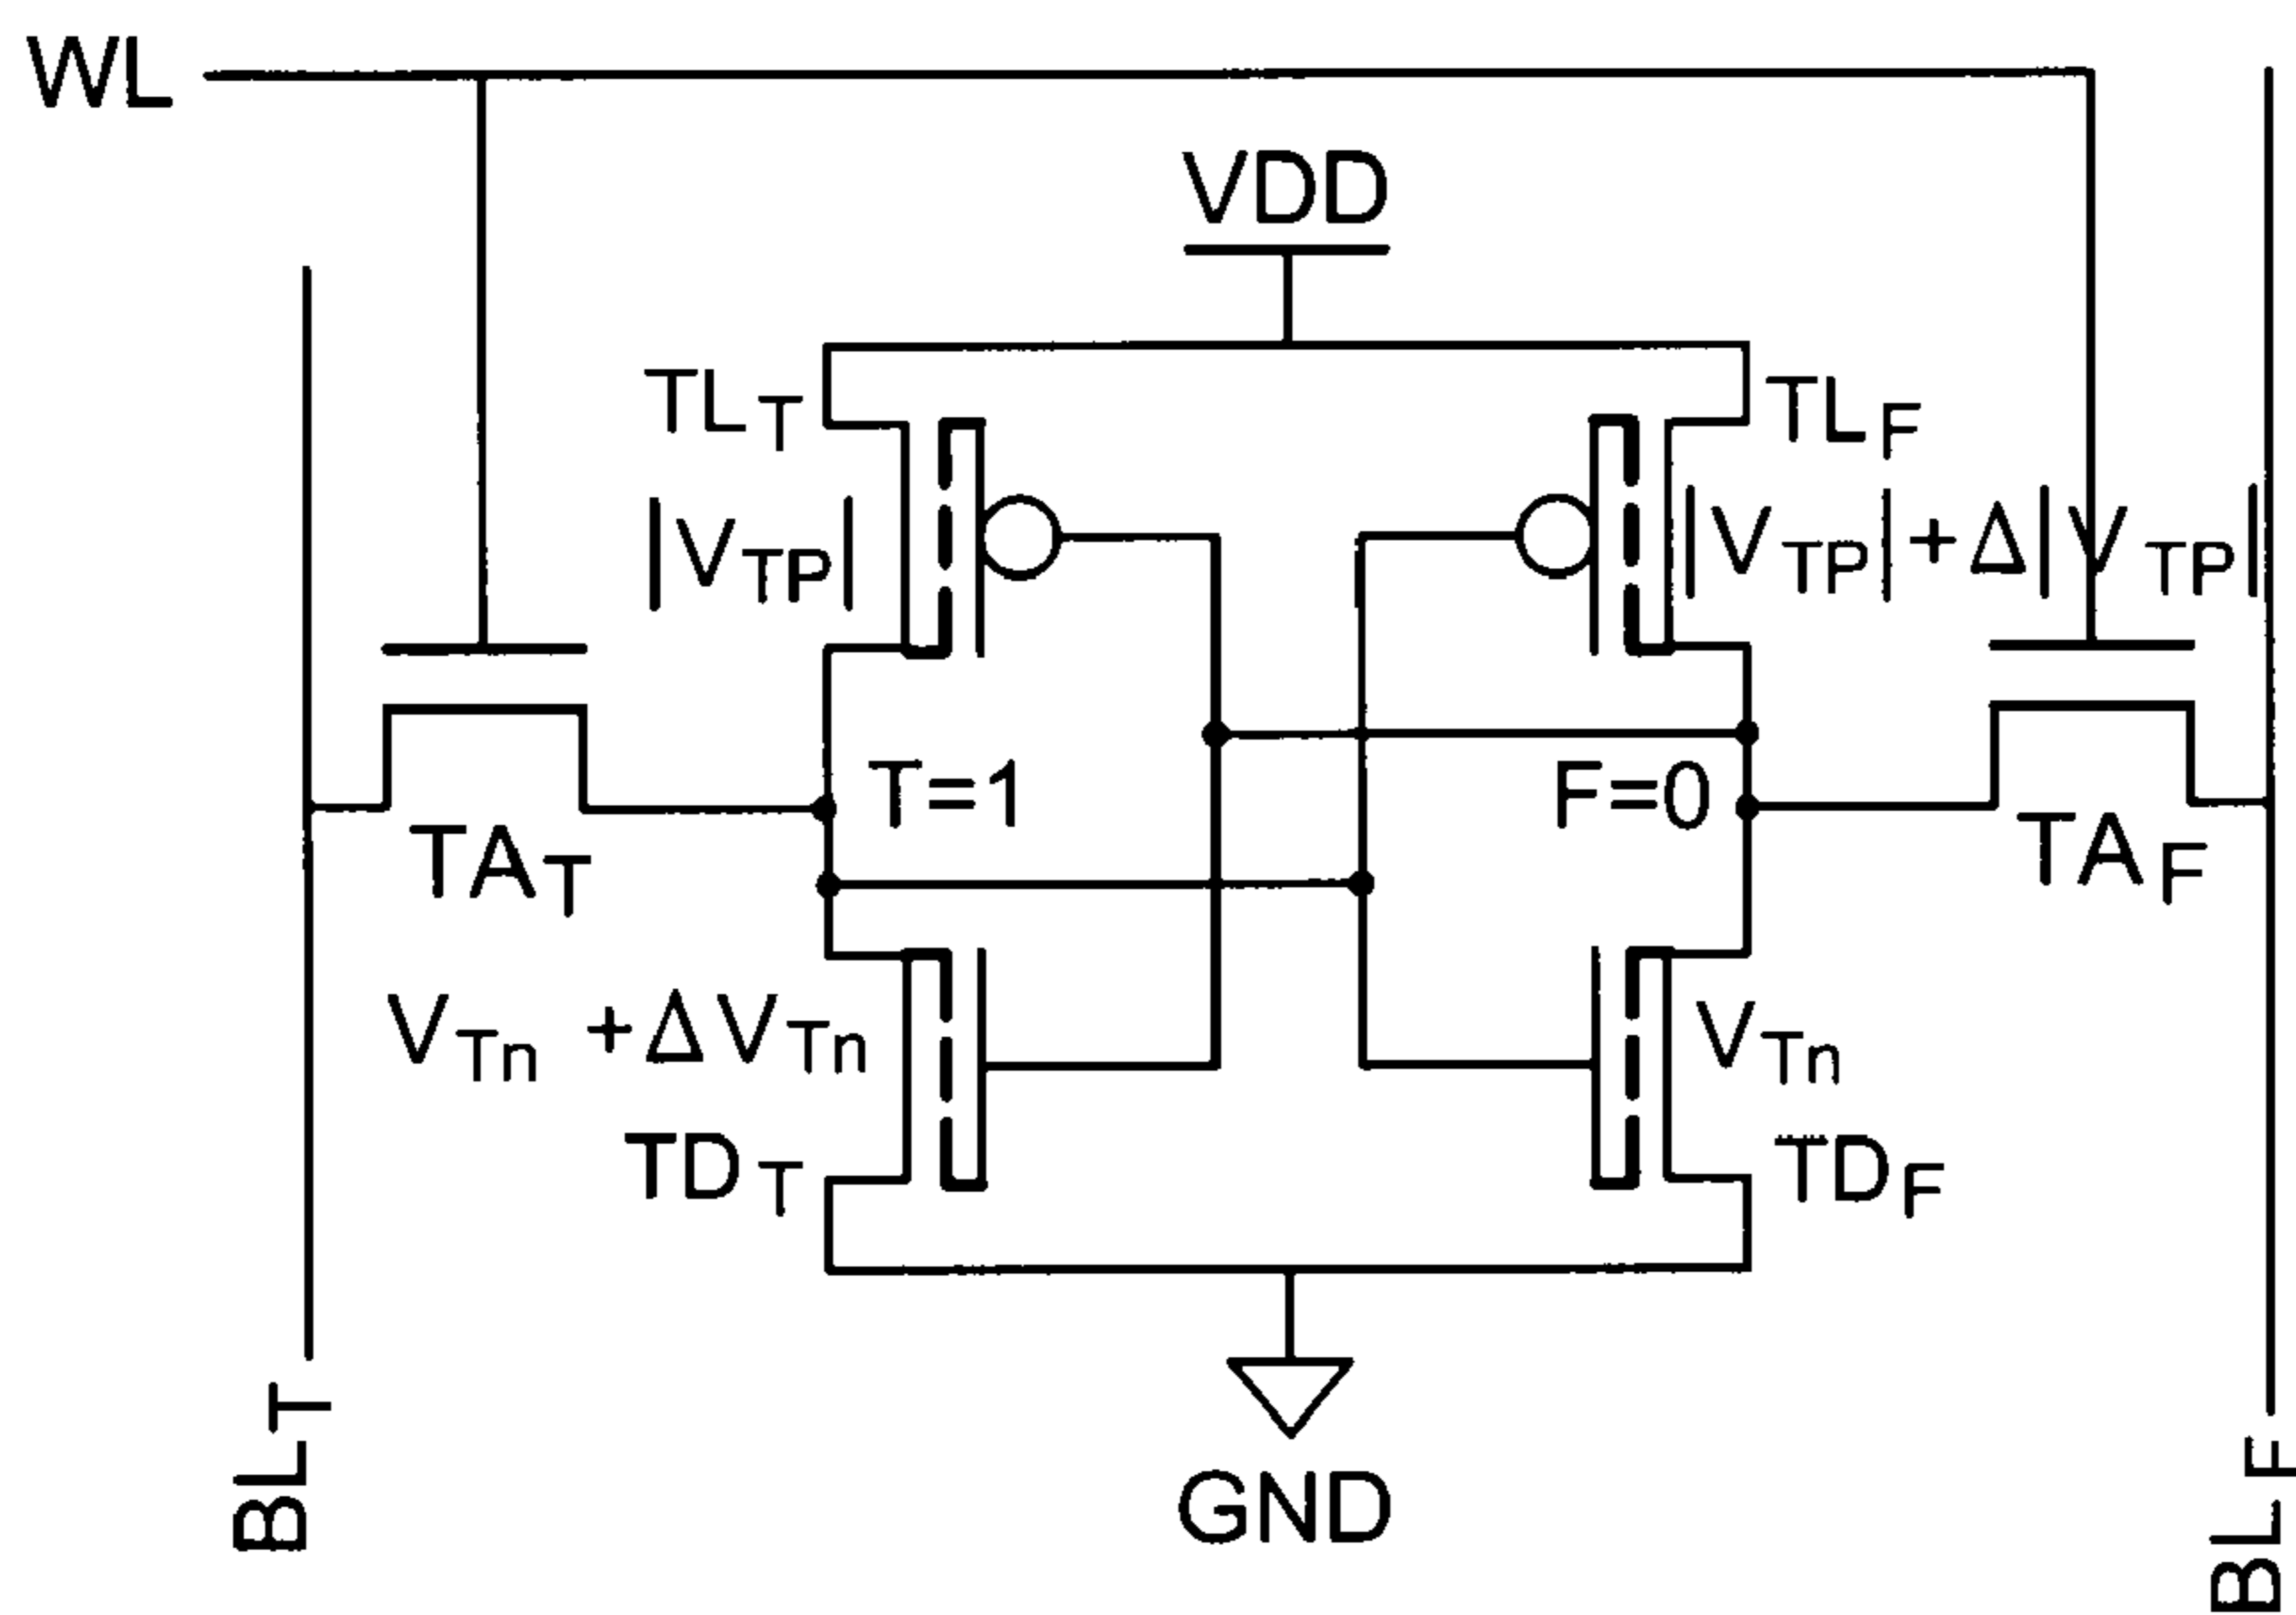 WL
VDD
TLT
TLF
|VTP|
|VTP|+Δ|VTP|
T=1
F=0
TAT
TAF
VTn +ΔVTn
VTn
TDT
TDF
BLT
GND
BLF